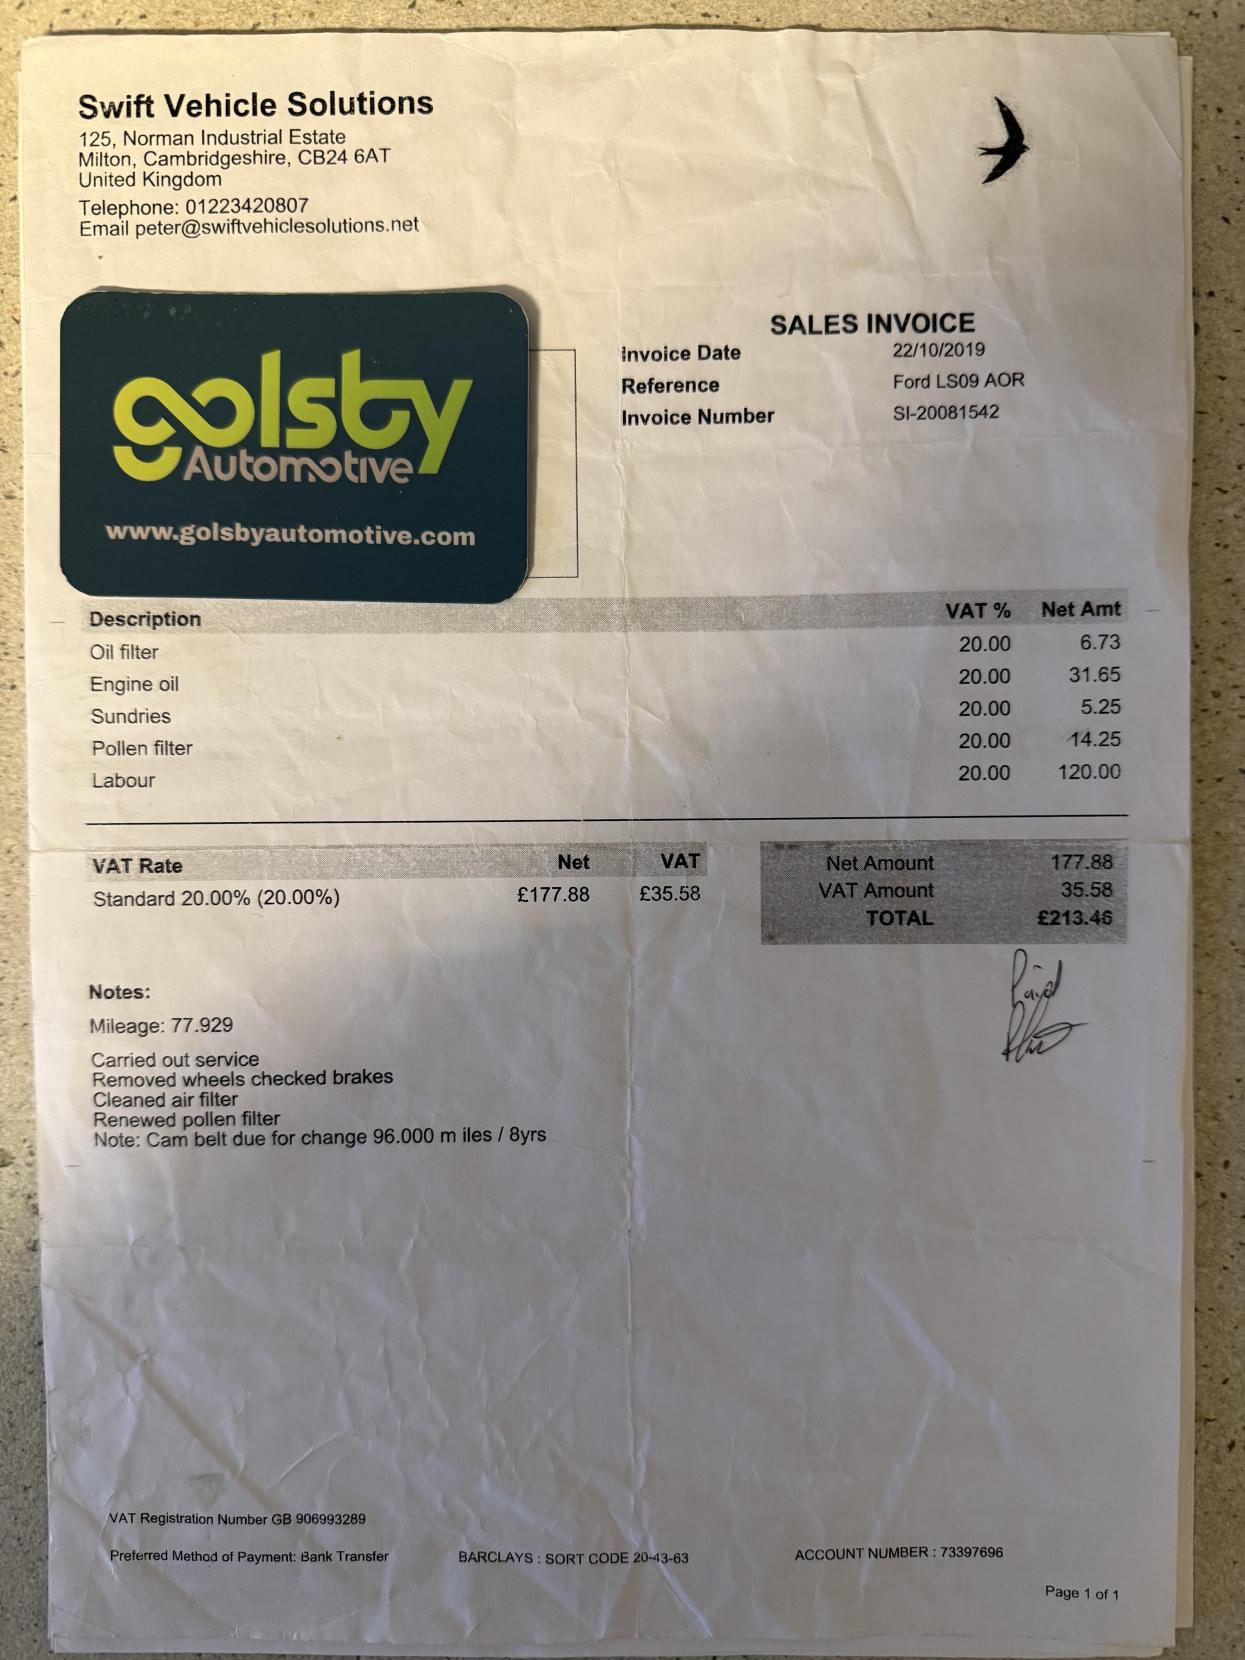 Swift Vehicle Solutions
125, Norman Industrial Estate
Milton, Cambridgeshire, CB24 6AT
United Kingdom
Telephone: 01223420807
Email peter@swiftvehiclesolutions.net
golsby
Automotive
www.golsbyautomotive.com
SALES INVOICE
Invoice Date 22/10/2019
Reference Ford LS09 AOR
Invoice Number SI-20081542
Description VAT % Net Amt
Oil filter 20.00 6.73
Engine oil 20.00 31.65
Sundries 20.00 5.25
Pollen filter 20.00 14.25
Labour 20.00 120.00
VAT Rate Net VAT
Standard 20.00% (20.00%) £177.88 £35.58
Net Amount 177.88
VAT Amount 35.58
TOTAL £213.46
Paid
Notes:
Mileage: 77.929
Carried out service
Removed wheels checked brakes
Cleaned air filter
Renewed pollen filter
Note: Cam belt due for change 96.000 m iles / 8yrs
VAT Registration Number GB 906993289
Preferred Method of Payment: Bank Transfer BARCLAYS : SORT CODE 20-43-63 ACCOUNT NUMBER : 73397696
Page 1 of 1